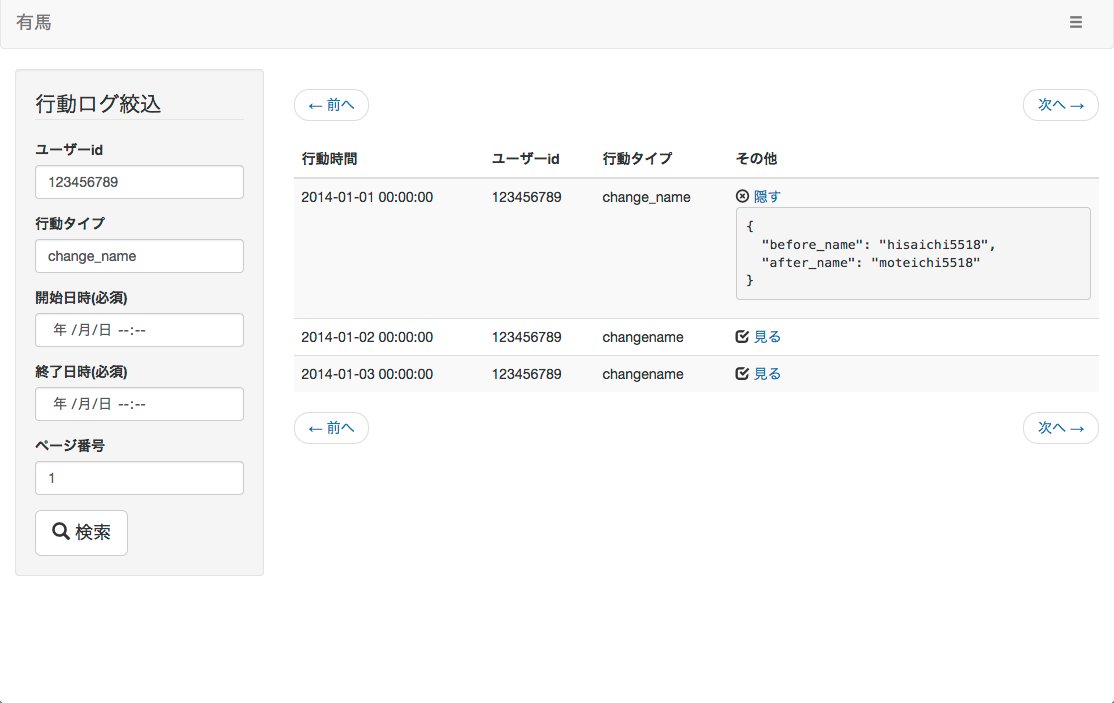 有馬
行動ログ絞込
ユーザーid
123456789
行動タイプ
change_name
開始日時(必須)
年 /月/日 --:--
終了日時(必須)
年 /月/日 --:--
ページ番号
1
検索
← 前へ 次へ →
行動時間 ユーザーid 行動タイプ その他
2014-01-01 00:00:00 123456789 change_name 隠す
{
"before_name": "hisaichi5518",
"after_name": "moteichi5518"
}
2014-01-02 00:00:00 123456789 changename 見る
2014-01-03 00:00:00 123456789 changename 見る
← 前へ 次へ →